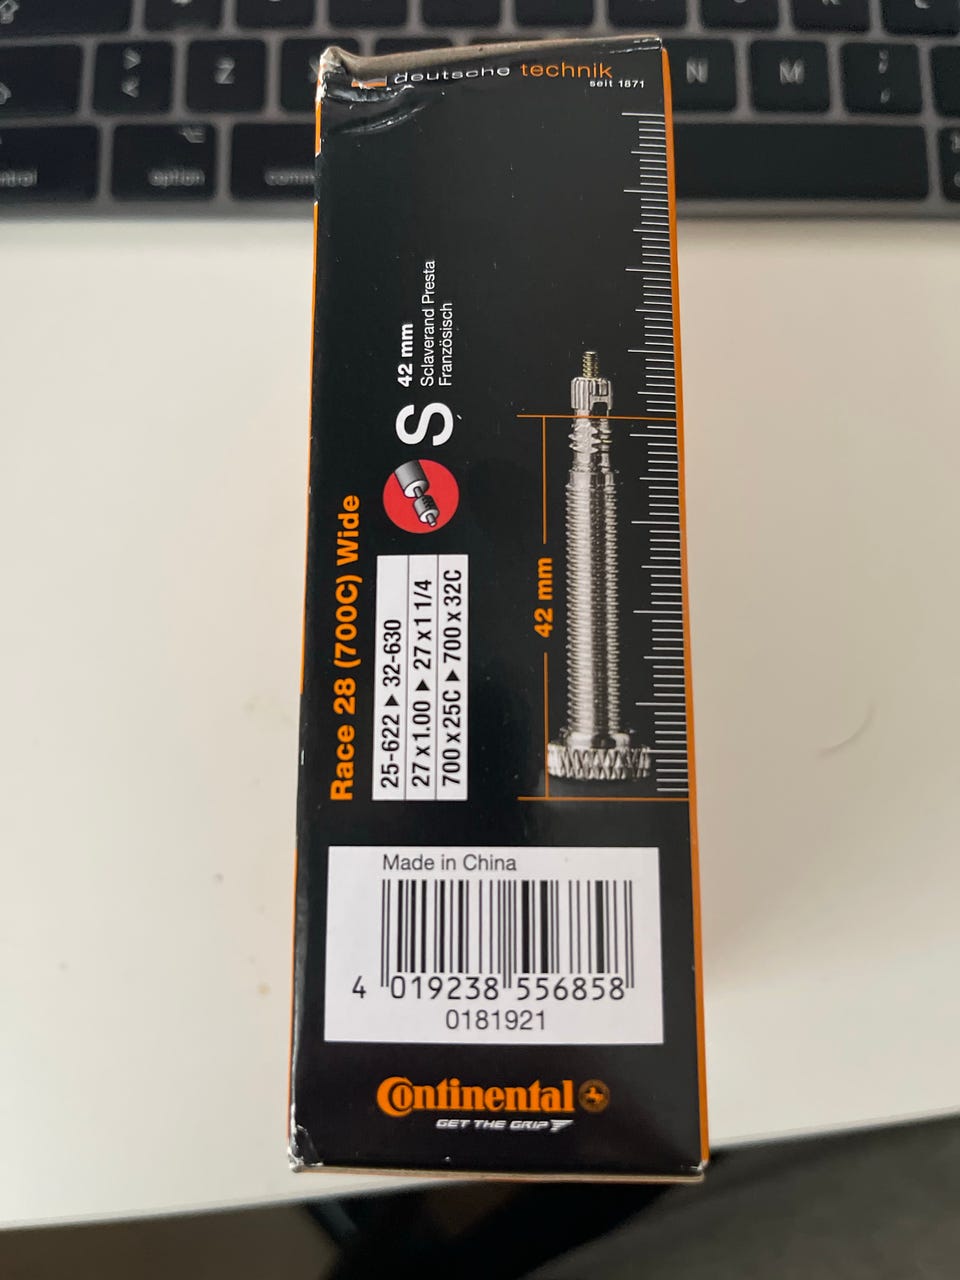 Z
N
M
option
deutsche technik
seit 1871
Race 28 (700C) Wide
25-622 ▶ 32-630
27 x 1.00 ▶ 27 x 1 1/4
700 x 25C ▶ 700 x 32C
S
42 mm
Sclaverand Presta
Französisch
42 mm
Made in China
4 019238 556858
0181921
Continental
GET THE GRIP